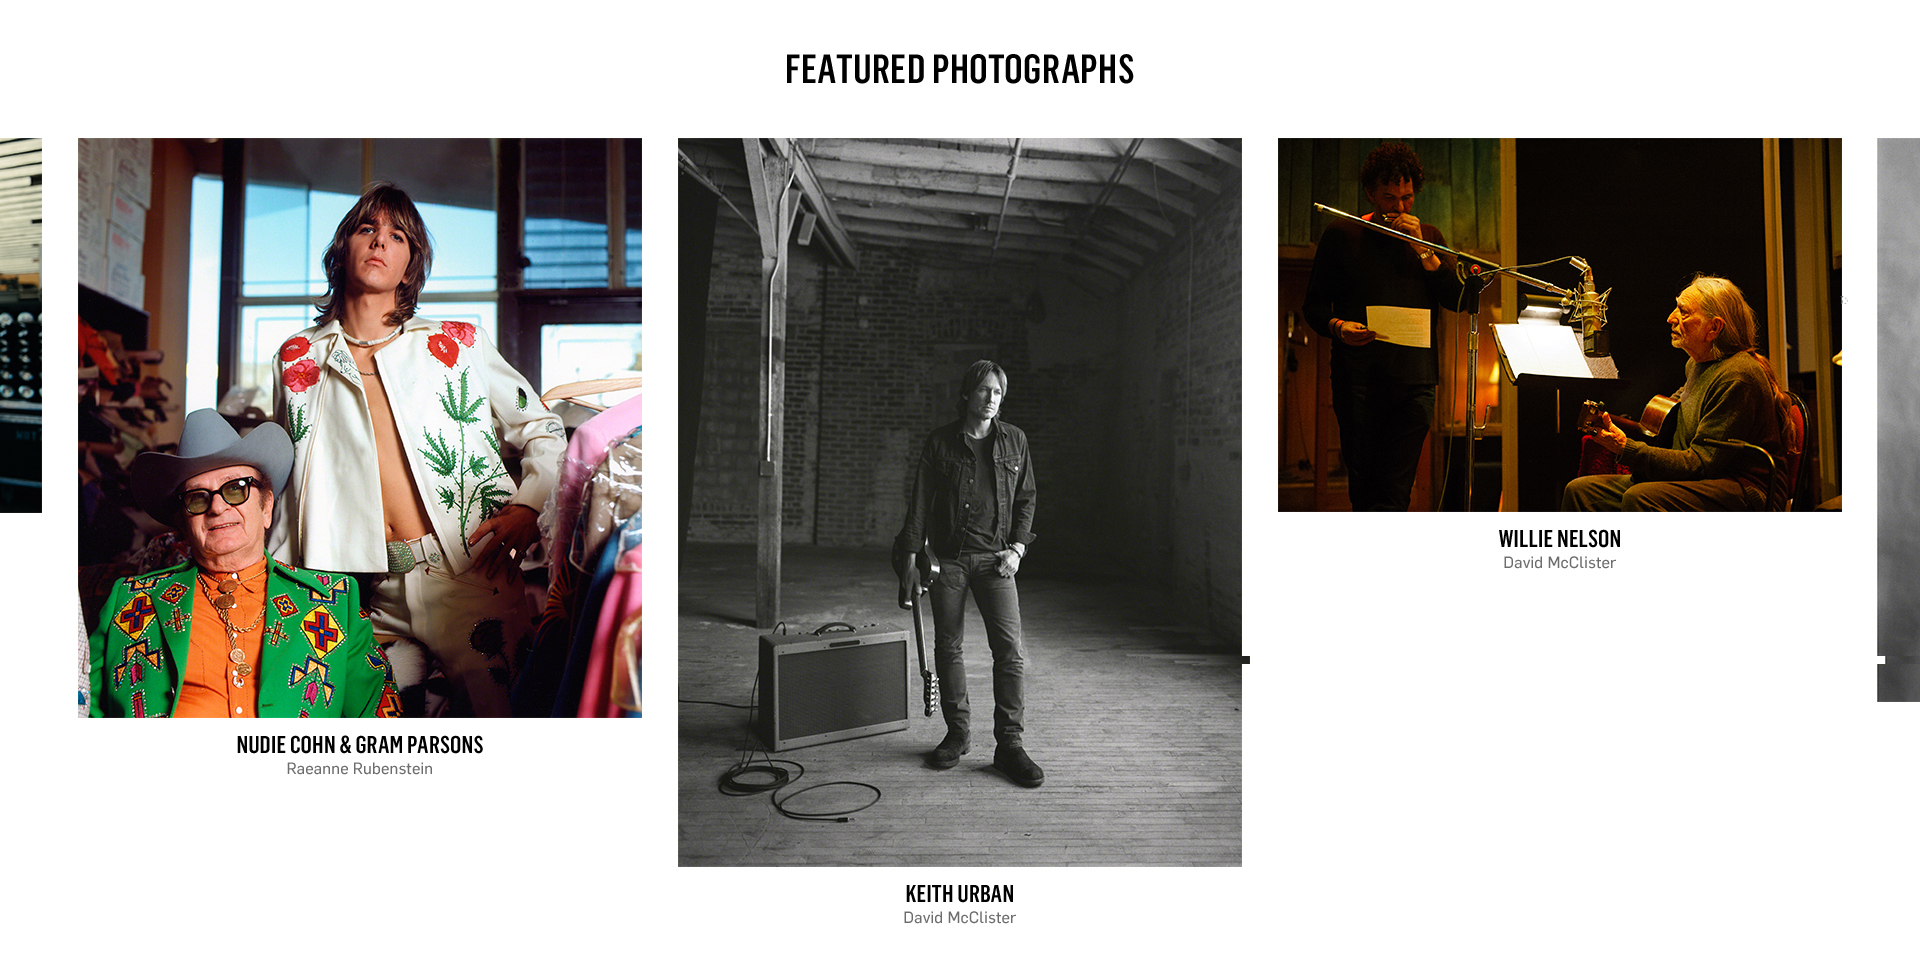 FEATURED PHOTOGRAPHS
NUDIE COHN & GRAM PARSONS
Raeanne Rubenstein
KEITH URBAN
David McClister
WILLIE NELSON
David McClister